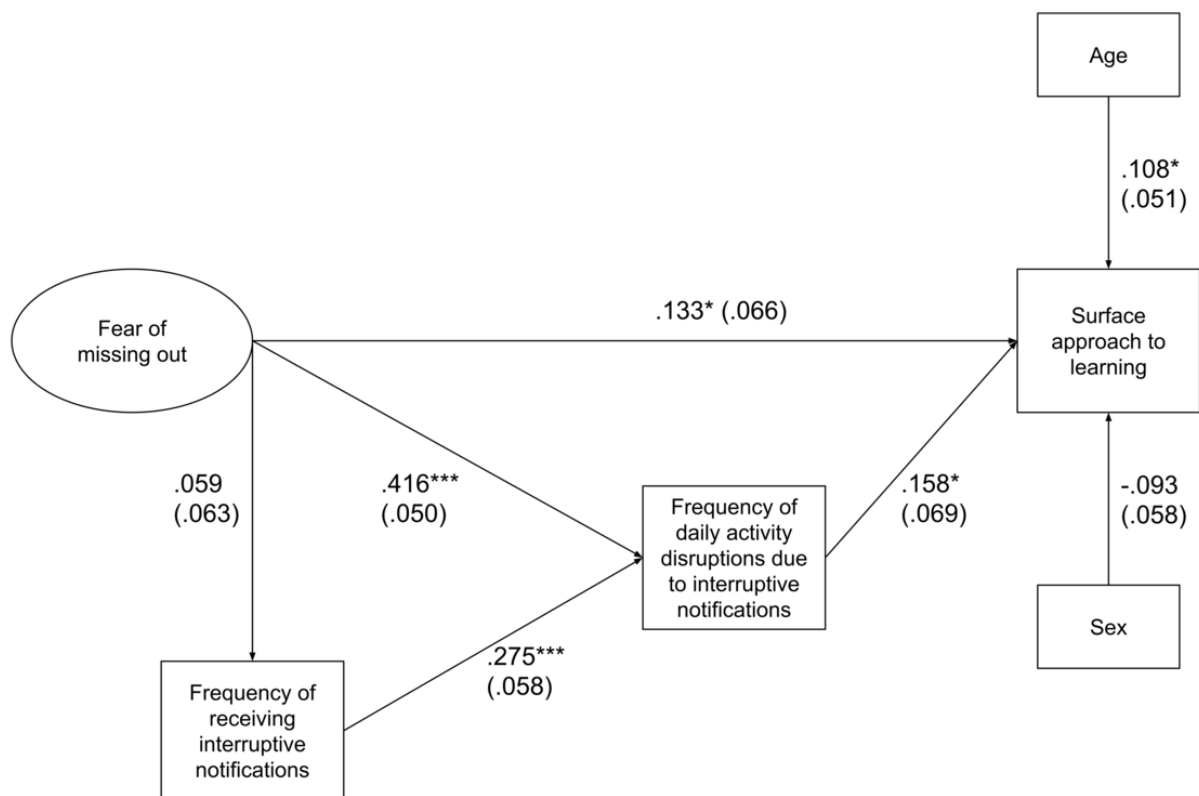 Age
.108*
(.051)
.133* (.066)
Fear of
missing out
Surface
approach to
learning
.059
(.063)
.416***
(.050)
Frequency of
daily activity
disruptions due
to interruptive
notifications
.158*
(.069)
-.093
(.058)
Sex
.275***
(.058)
Frequency of
receiving
interruptive
notifications